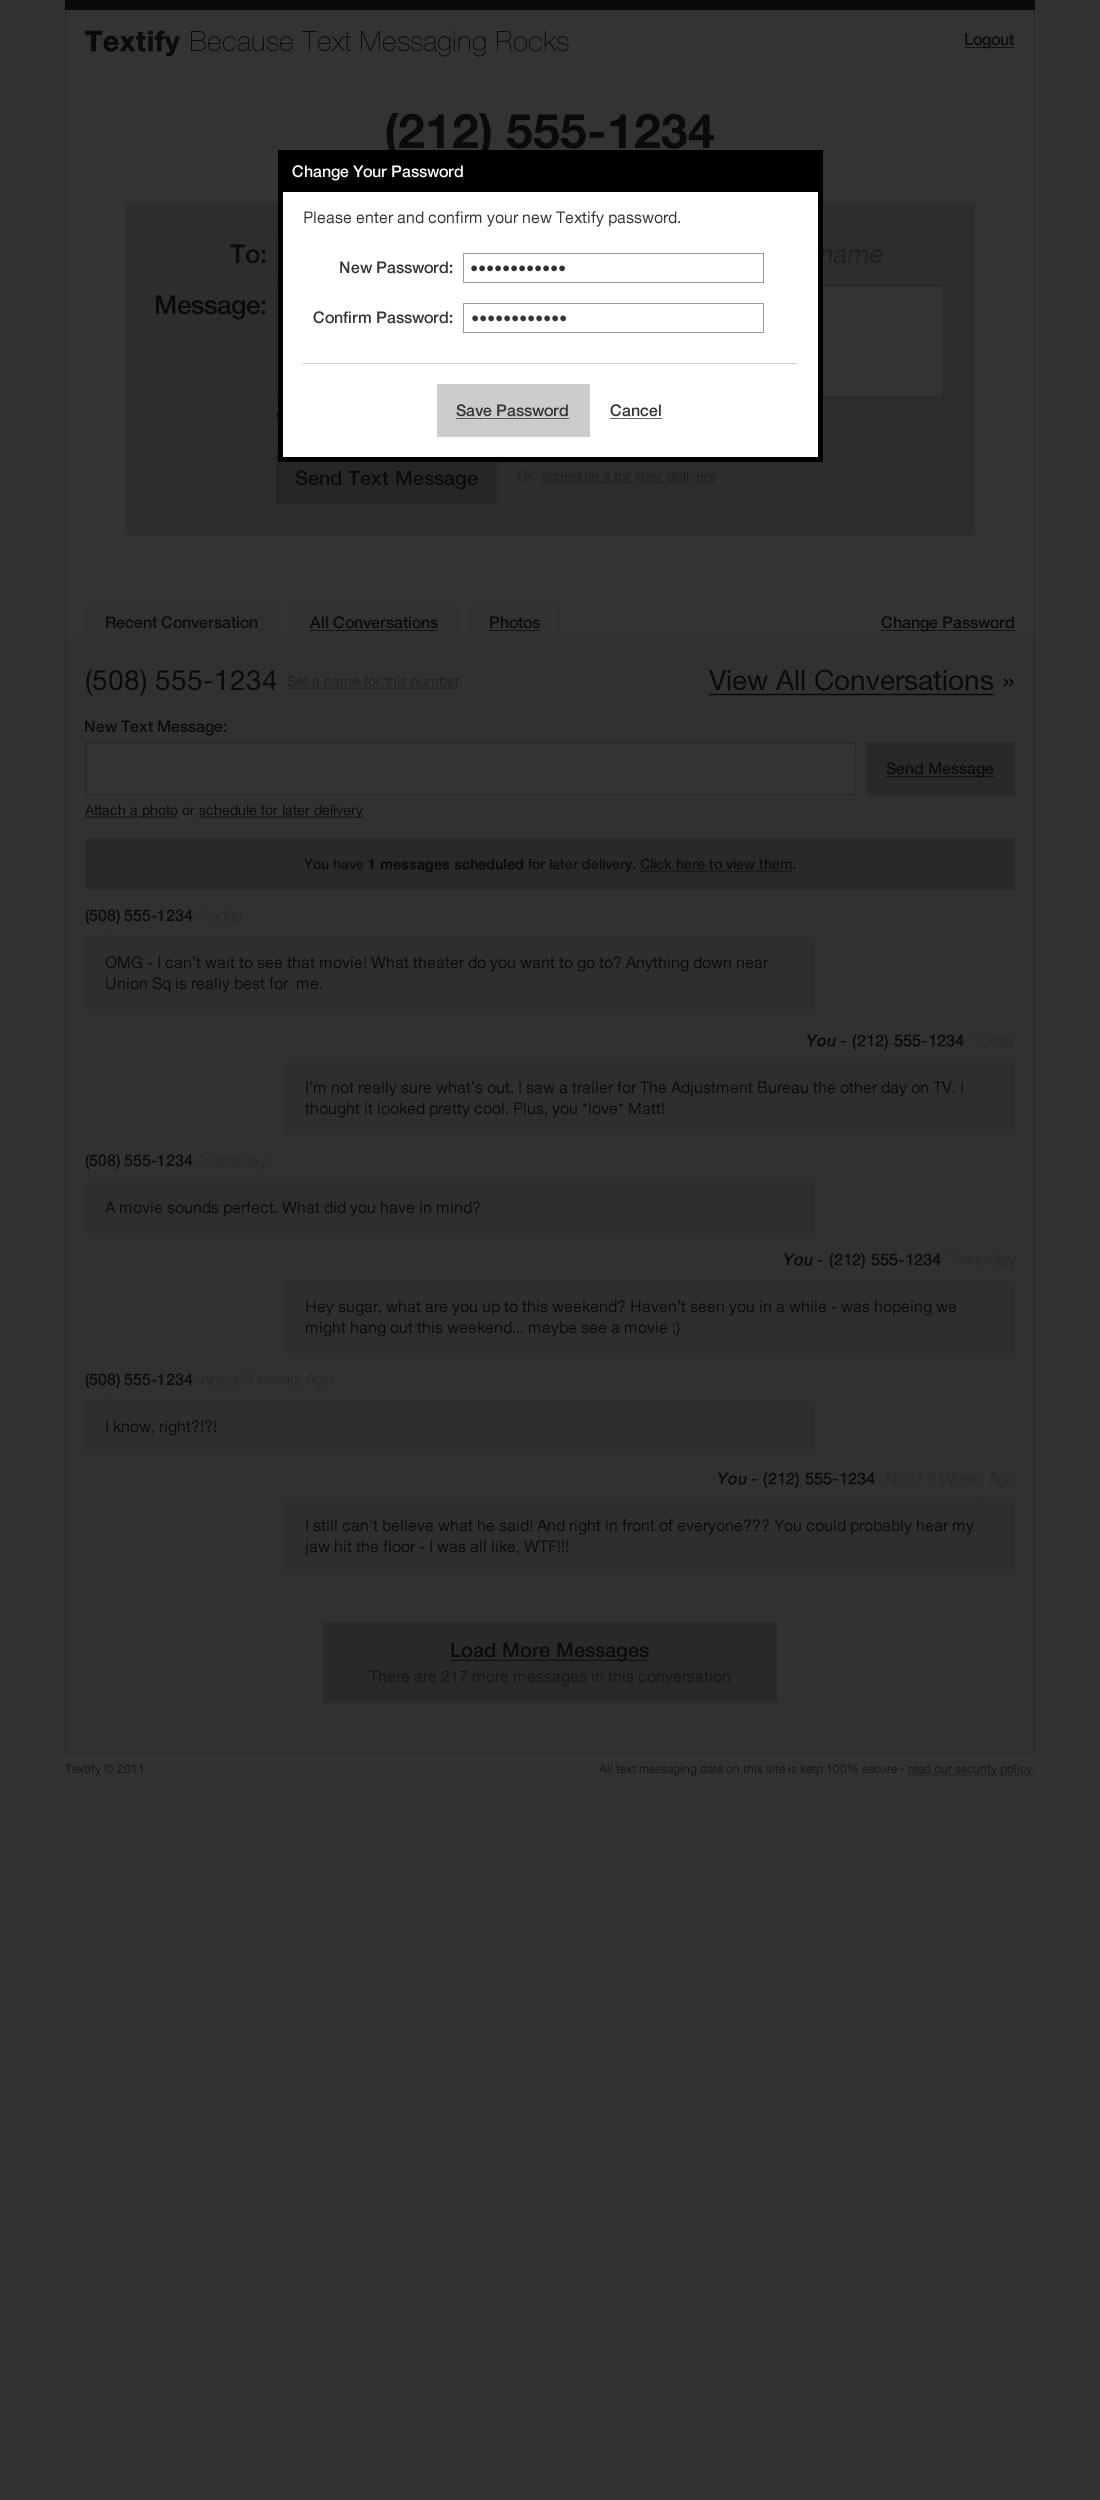 Textify Because Text Messaging Rocks
Logout
(212) 555-1234
Change Your Password
Please enter and confirm your new Textify password.
New Password: ••••••••••••
Confirm Password: ••••••••••••
Save Password Cancel
To: name
Message:
Send Text Message Or, schedule it for later delivery
Recent Conversation All Conversations Photos Change Password
(508) 555-1234 Set a name for this number View All Conversations »
New Text Message:
Send Message
Attach a photo or schedule for later delivery
You have 1 messages scheduled for later delivery. Click here to view them.
(508) 555-1234 Today
OMG - I can't wait to see that movie! What theater do you want to go to? Anything down near
Union Sq is really best for me.
You - (212) 555-1234 Today
I'm not really sure what's out. I saw a trailer for The Adjustment Bureau the other day on TV. I
thought it looked pretty cool. Plus, you *love* Matt!
(508) 555-1234 Yesterday
A movie sounds perfect. What did you have in mind?
You - (212) 555-1234 Yesterday
Hey sugar, what are you up to this weekend? Haven't seen you in a while - was hopeing we
might hang out this weekend... maybe see a movie :)
(508) 555-1234 About 3 Weeks Ago
I know, right?!?!
You - (212) 555-1234 About 3 Weeks Ago
I still can't believe what he said! And right in front of everyone??? You could probably hear my
jaw hit the floor - I was all like, WTF!!!
Load More Messages
There are 217 more messages in this conversation
Textify © 2011
All text messaging data on this site is ketp 100% secure - read our security policy.